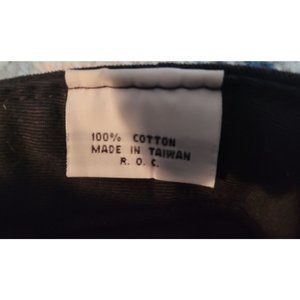 100% COTTON
MADE IN TAIWAN
R. O. C.